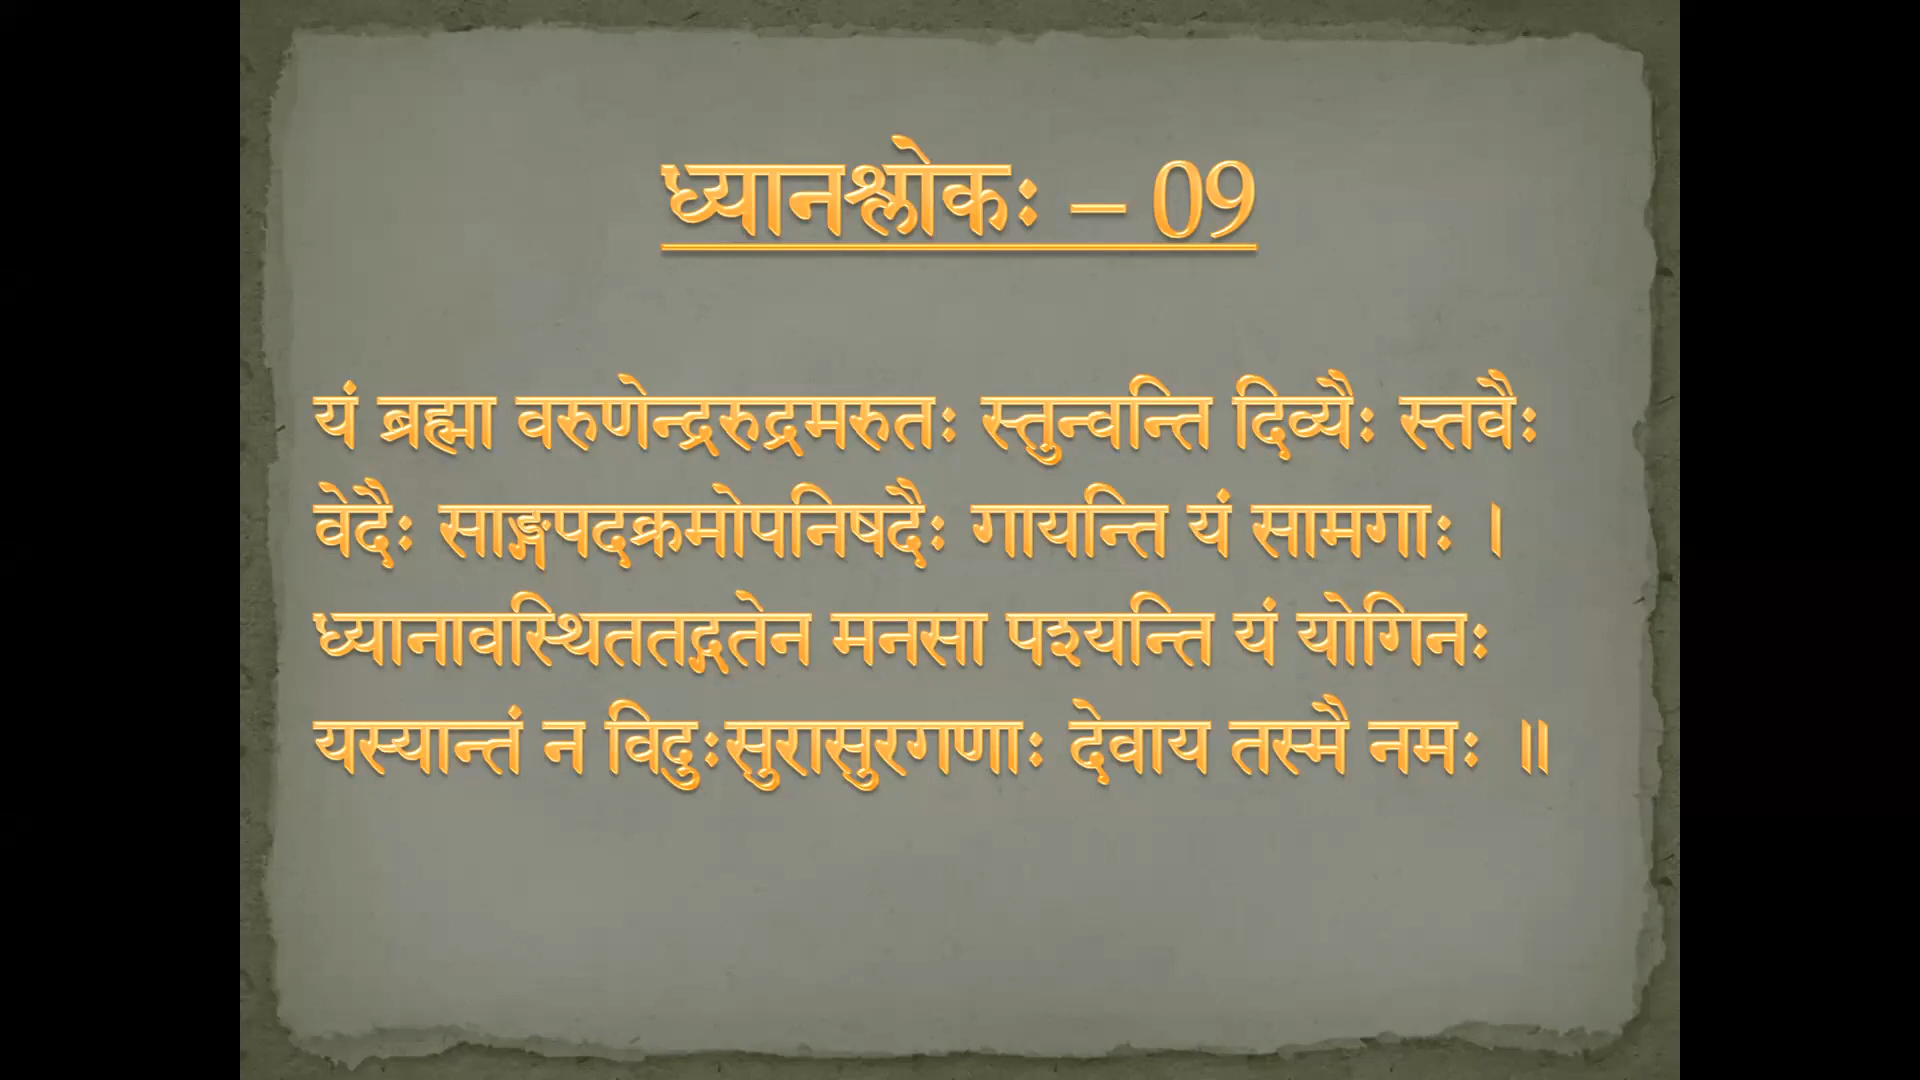 ध्यानश्लोकः – 09
यं ब्रह्मा वरुणेन्द्ररुद्रमरुतः स्तुन्वन्ति दिव्यैः स्तवैः
वेदैः साङ्गपदक्रमोपनिषदैः गायन्ति यं सामगाः ।
ध्यानावस्थिततद्गतेन मनसा पश्यन्ति यं योगिनः
यस्यान्तं न विदुःसुरासुरगणाः देवाय तस्मै नमः ॥